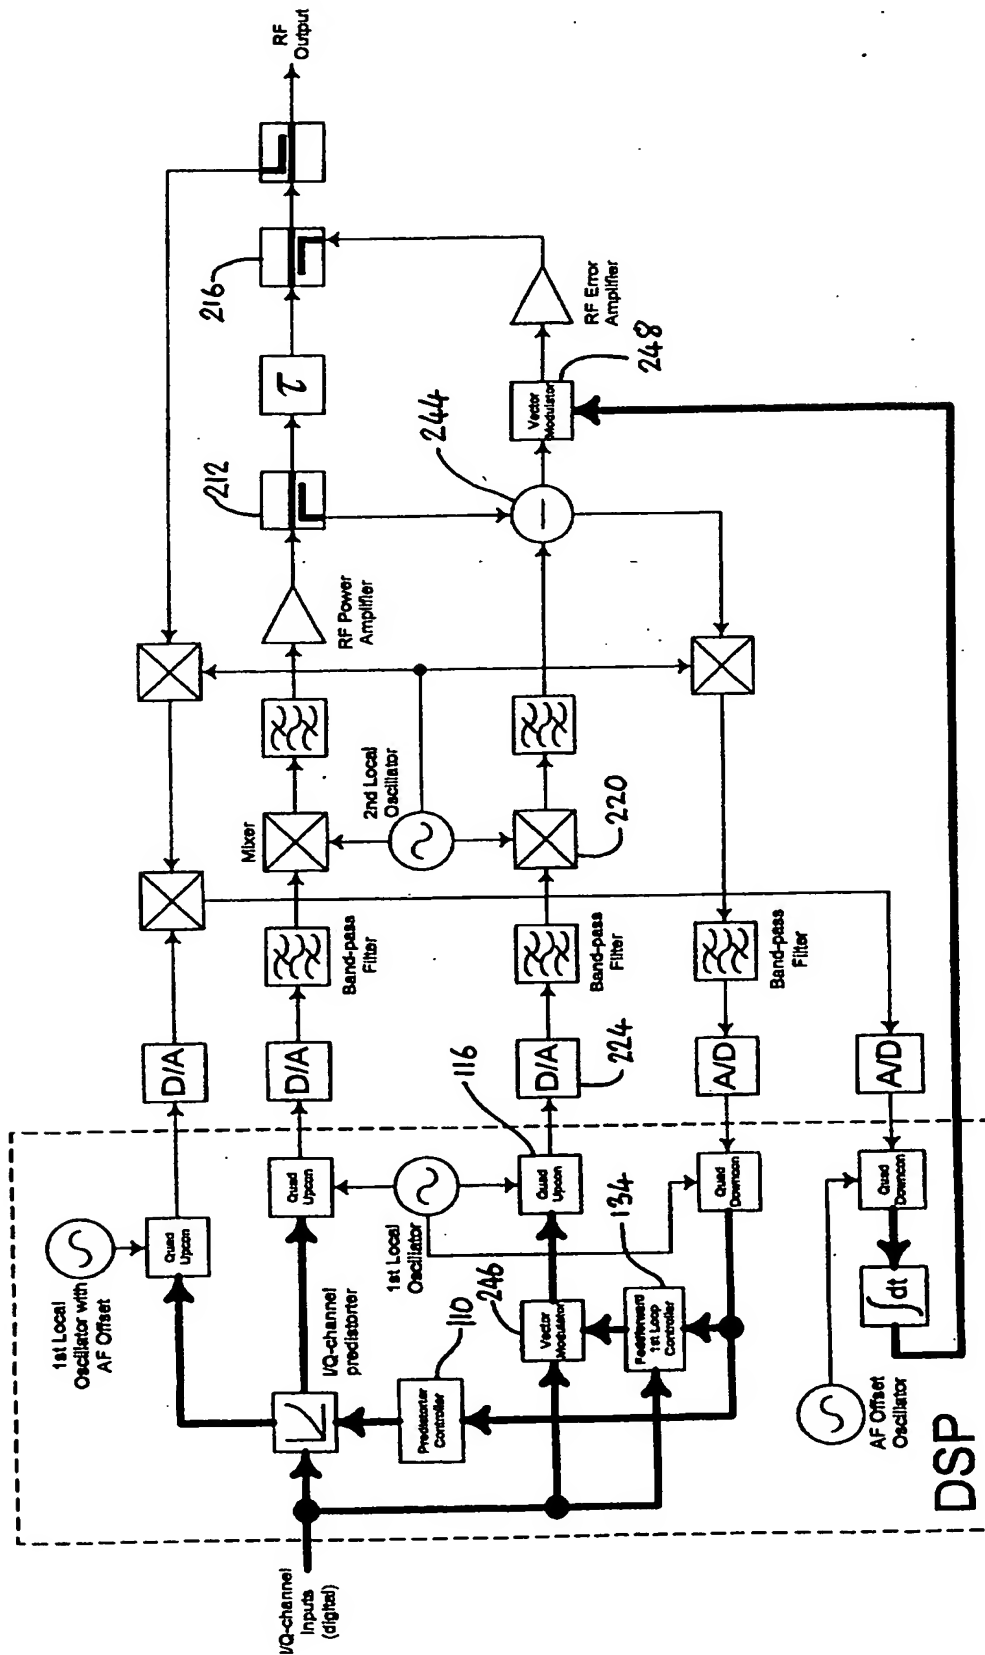 RF
Output
216
τ
212
RF Power
Amplifier
RF Error
Amplifier
Vector
Modulator
248
244
Mixer
2nd Local
Oscillator
220
Band-pass
Filter
Band-pass
Filter
Band-pass
Filter
D/A
D/A
D/A
224
A/D
A/D
116
1st Local
Oscillator with
AF Offset
Quad
Upcon
Quad
Upcon
1st Local
Oscillator
Quad
Upcon
134
Quad
Downcon
Quad
Downcon
I/Q-channel
predistorter
110
Predistorter
Controller
246
Vector
Modulator
Feedforward
1st Loop
Controller
∫dt
AF Offset
Oscillator
I/Q-channel
Inputs
(digital)
DSP